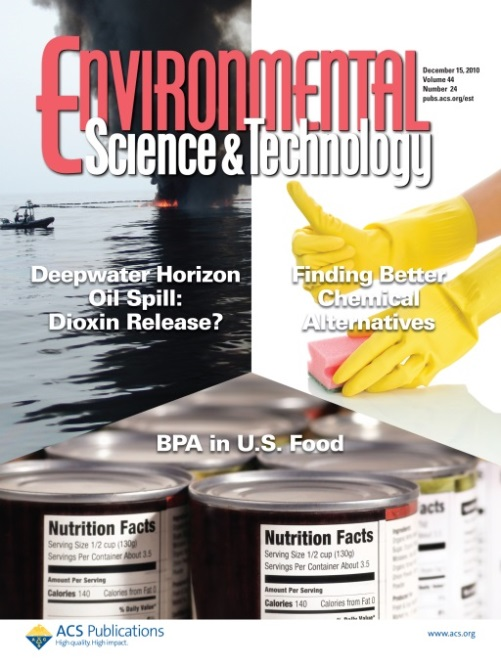 ENVIRONMENTAL
Science & Technology
December 15, 2010
Volume 44
Number 24
pubs.acs.org/est
Deepwater Horizon
Oil Spill:
Dioxin Release?
Finding Better
Chemical
Alternatives
BPA in U.S. Food
Nutrition Facts
Serving Size 1/2 cup (130g)
Servings Per Container About 3.5
Amount Per Serving
Calories 140 Calories from Fat 0
% Daily Value*
Nutrition Facts
Serving Size 1/2 cup (130g)
Servings Per Container About 3.5
Amount Per Serving
Calories 140 Calories from Fat 0
% Daily Value*
acts
ACS Publications
High quality. High impact.
www.acs.org